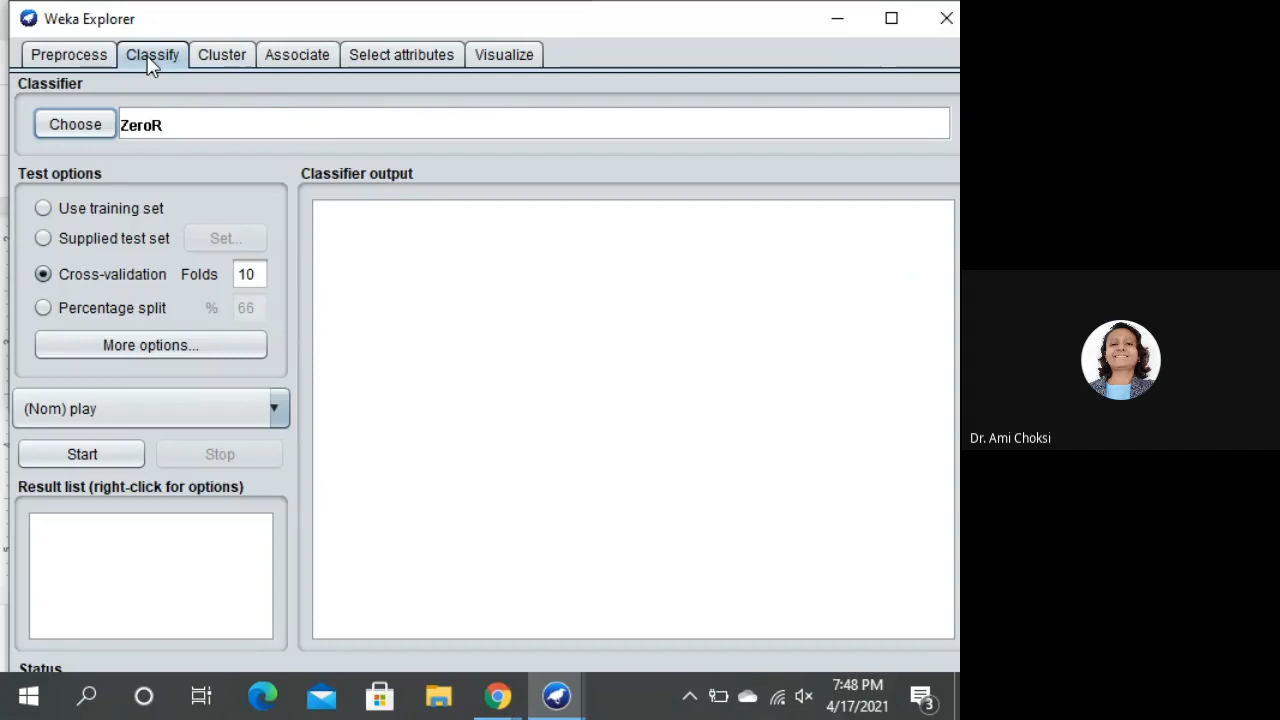 Weka Explorer
Preprocess Classify Cluster Associate Select attributes Visualize
Classifier
Choose ZeroR
Test options
Use training set
Supplied test set Set...
Cross-validation Folds 10
Percentage split % 66
More options...
(Nom) play
Start Stop
Result list (right-click for options)
Classifier output
Status
7:48 PM
4/17/2021
3
Dr. Ami Choksi